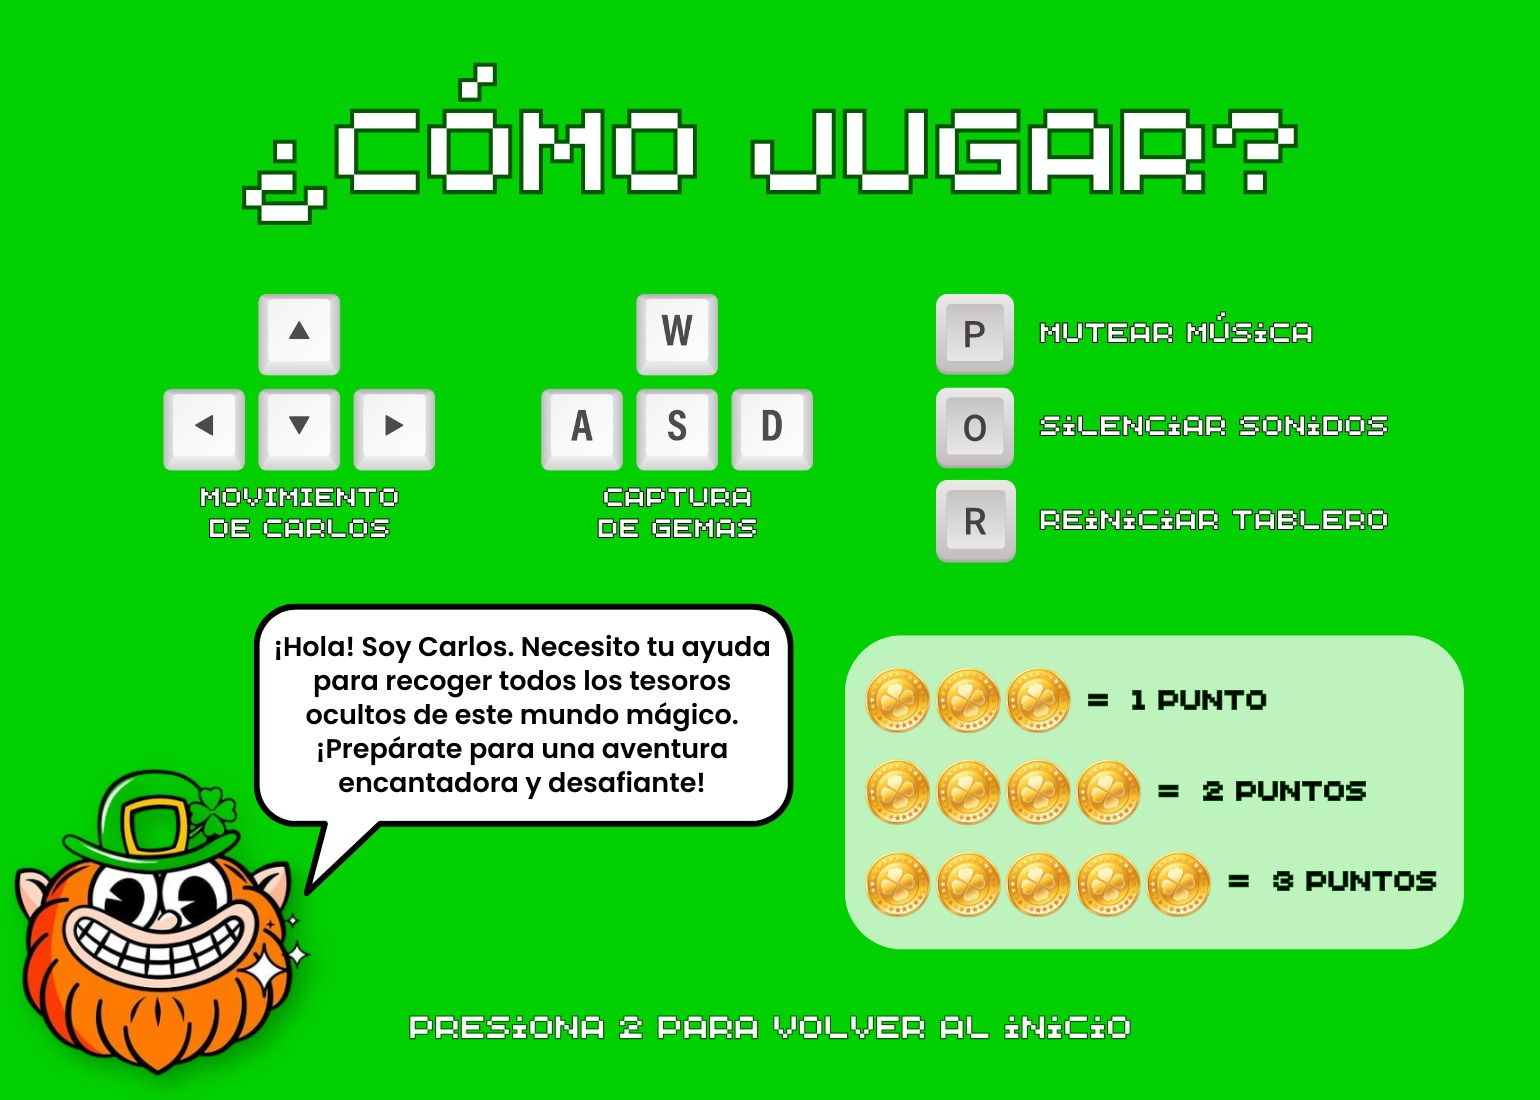 ¿CÓMO JUGAR?
W
A S D
MOVIMIENTO
DE CARLOS
CAPTURA
DE GEMAS
P MUTEAR MÚSiCA
O SiLENCiAR SONiDOS
R REiNiCiAR TABLERO
¡Hola! Soy Carlos. Necesito tu ayuda
para recoger todos los tesoros
ocultos de este mundo mágico.
¡Prepárate para una aventura
encantadora y desafiante!
= 1 PUNTO
= 2 PUNTOS
= 3 PUNTOS
PRESiONA 2 PARA VOLVER AL iNiCiO